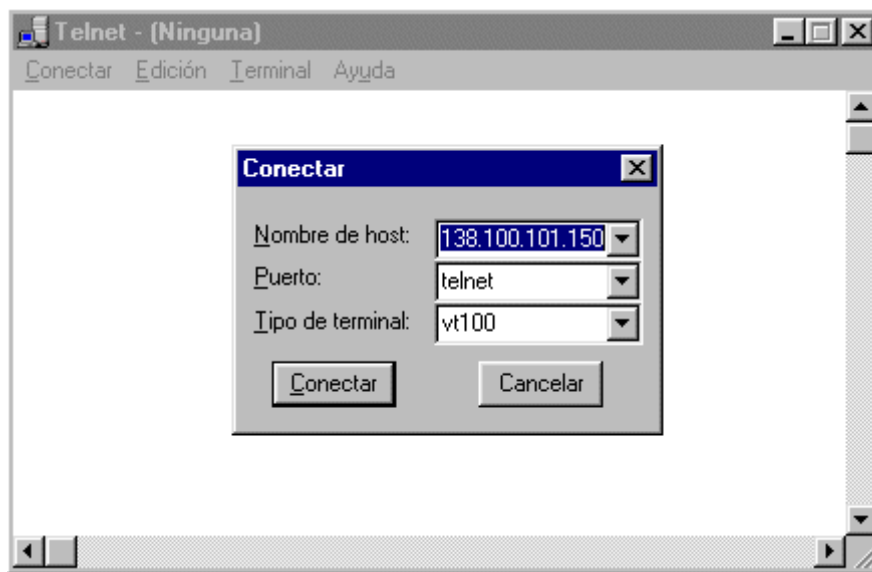 Telnet - (Ninguna)
Conectar Edición Terminal Ayuda
Conectar
Nombre de host: 138.100.101.150
Puerto: telnet
Tipo de terminal: vt100
Conectar Cancelar